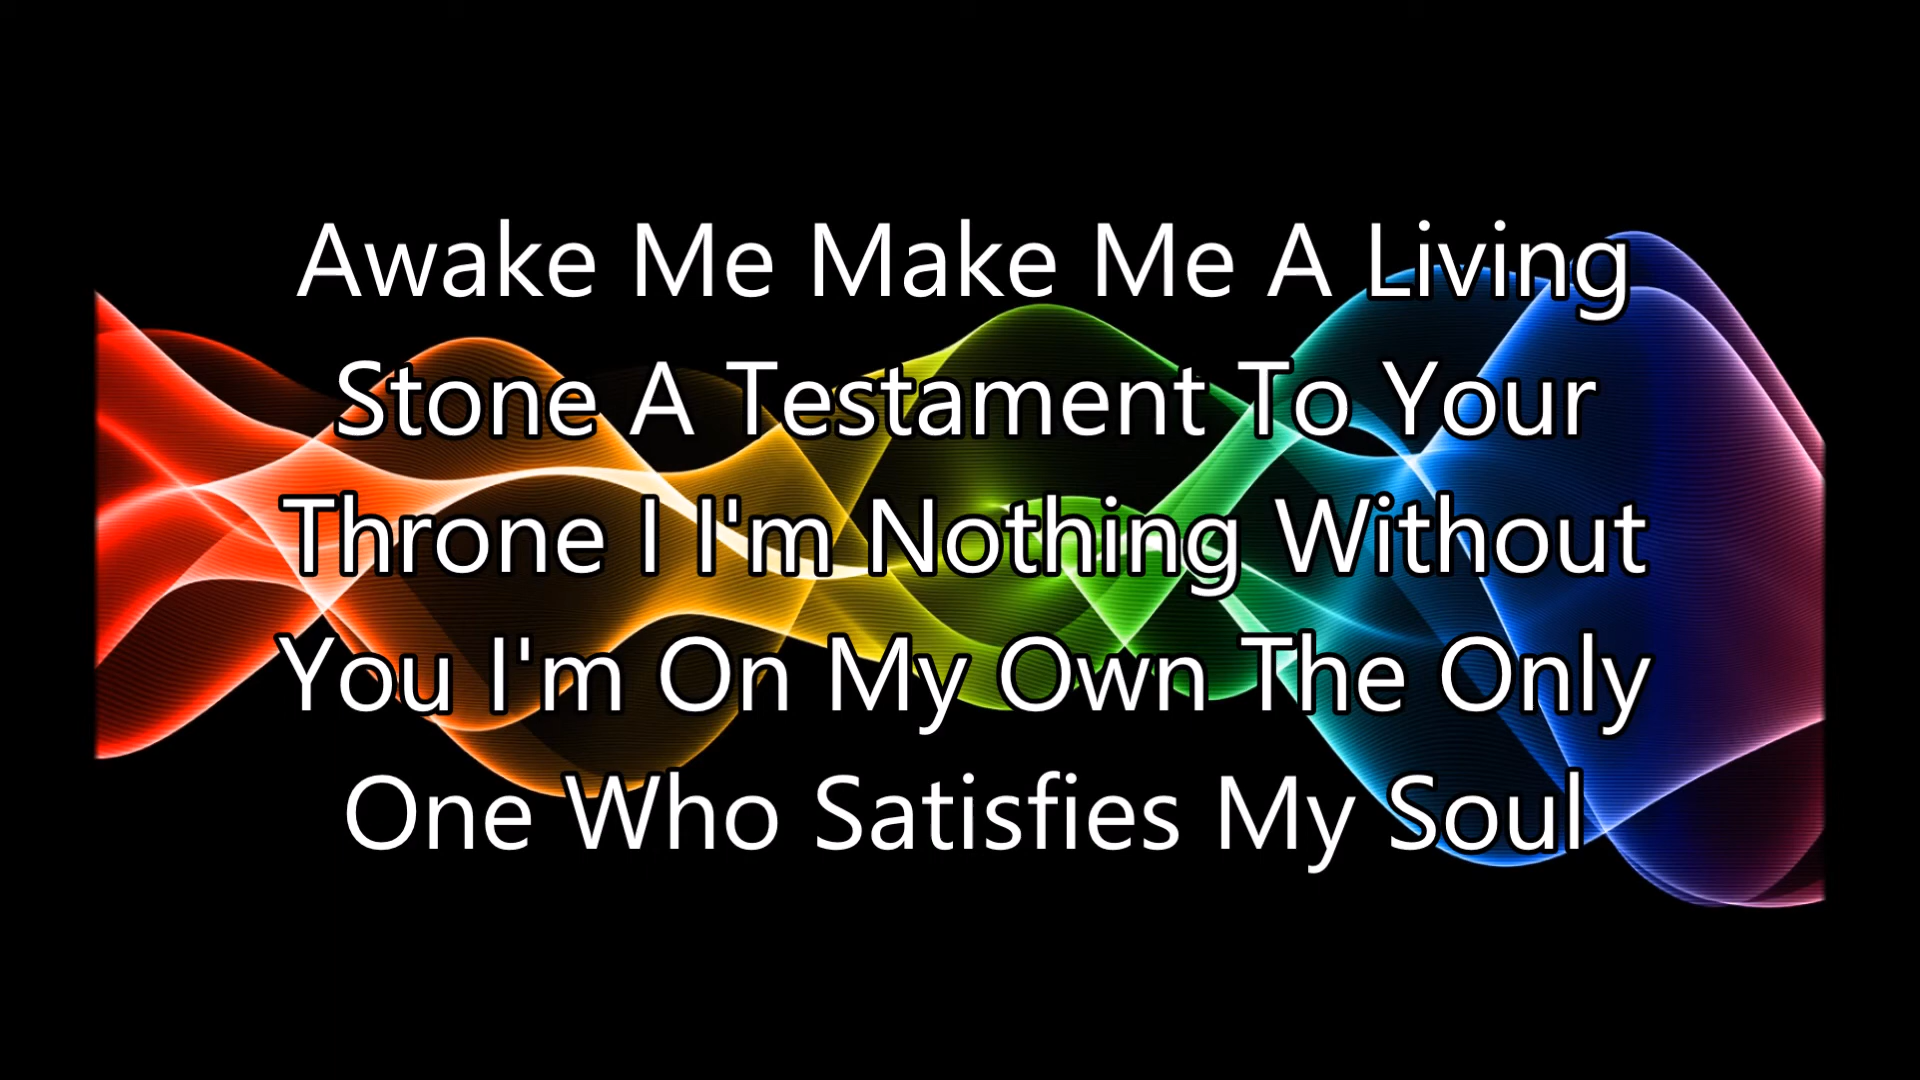 Awake Me Make Me A Living
Stone A Testament To Your
Throne I I'm Nothing Without
You I'm On My Own The Only
One Who Satisfies My Soul